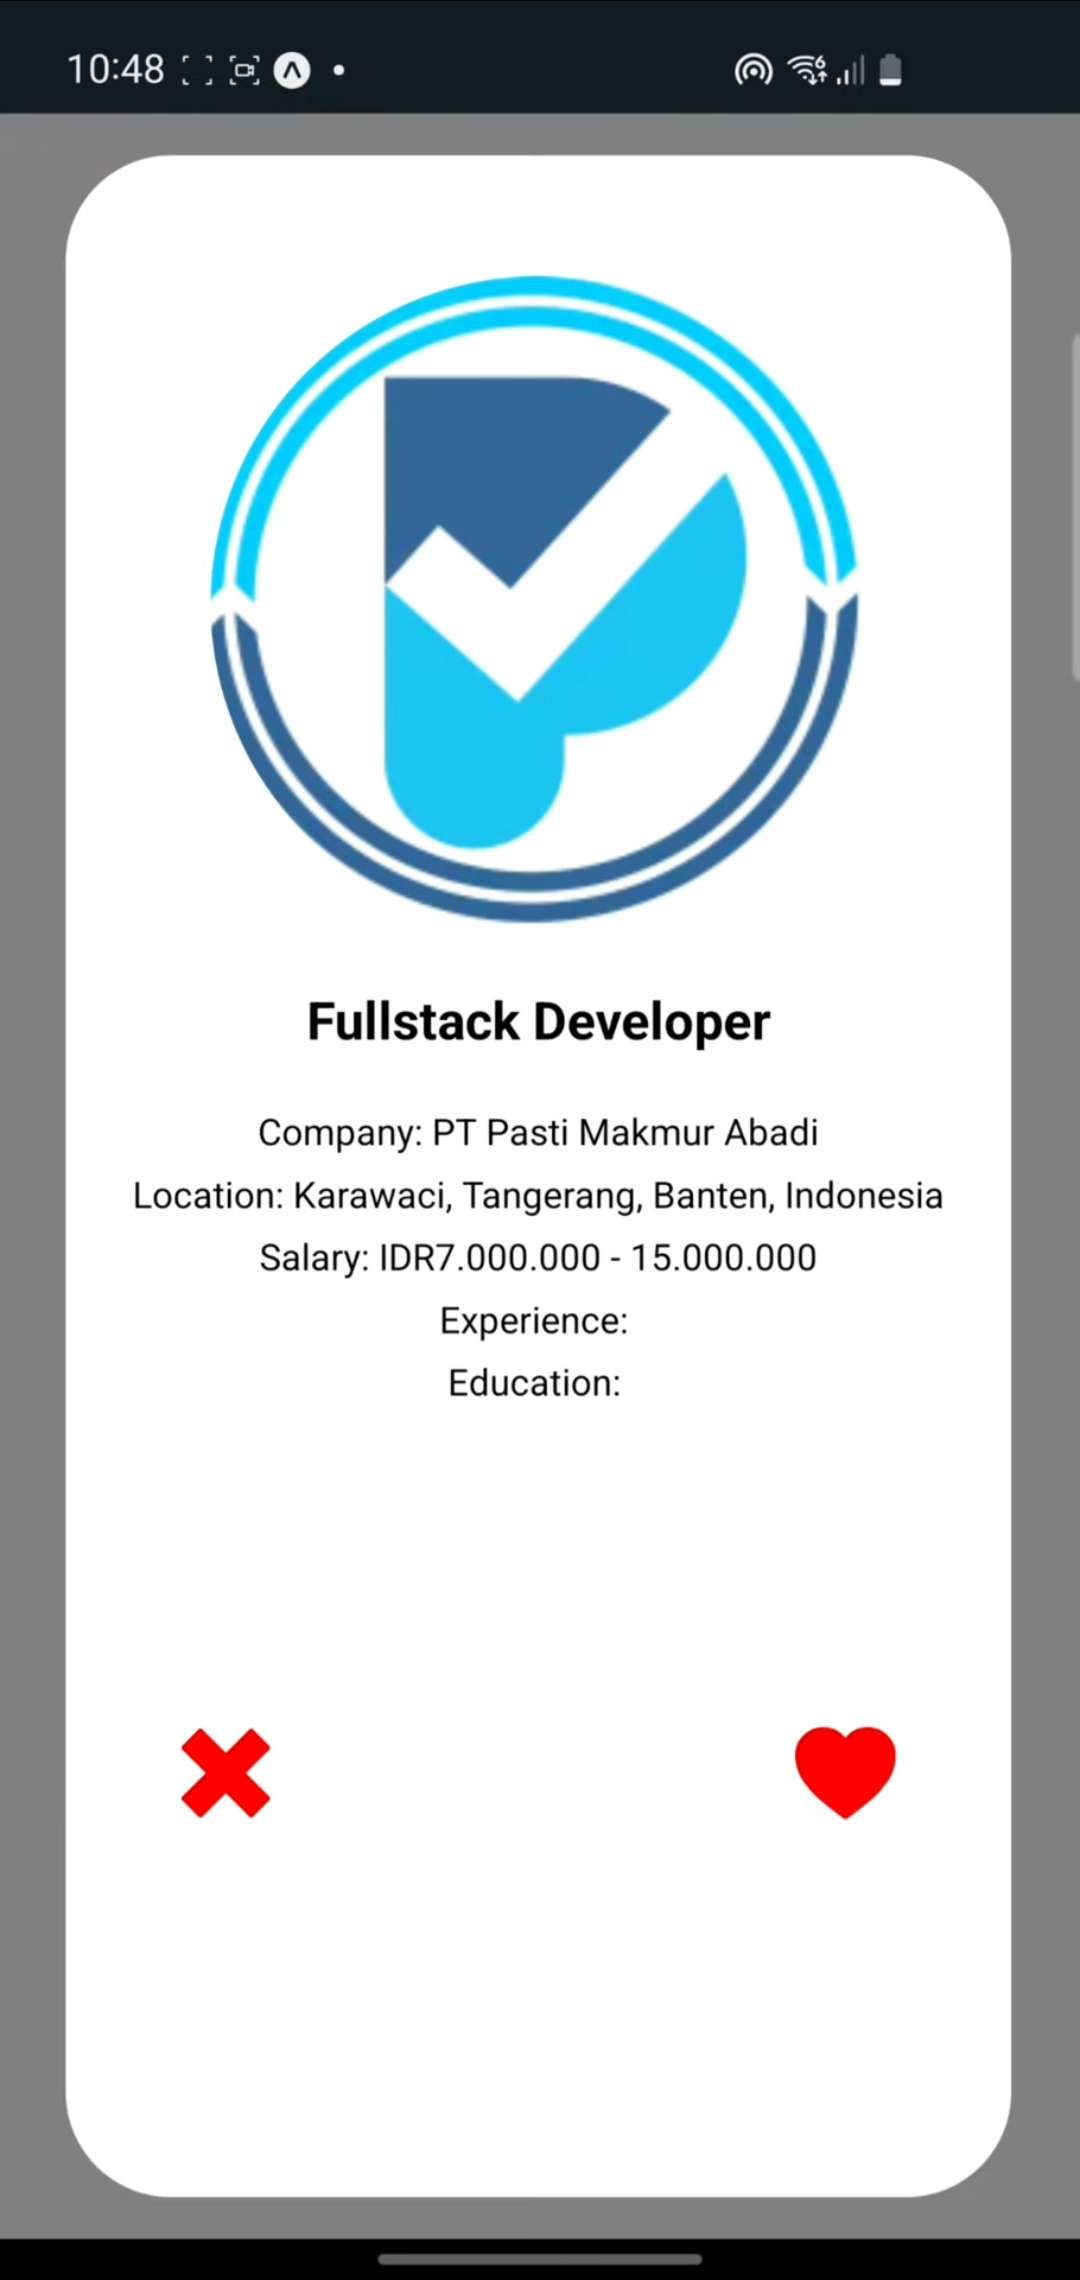 10:48
Fullstack Developer
Company: PT Pasti Makmur Abadi
Location: Karawaci, Tangerang, Banten, Indonesia
Salary: IDR7.000.000 - 15.000.000
Experience:
Education: